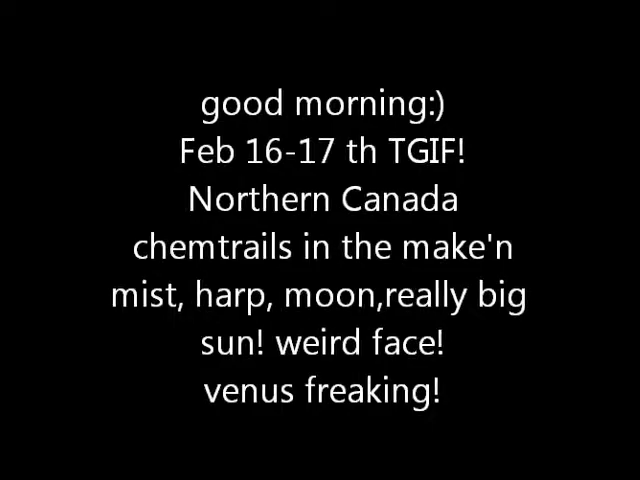 good morning:)
Feb 16-17 th TGIF!
Northern Canada
chemtrails in the make'n
mist, harp, moon,really big
sun! weird face!
venus freaking!